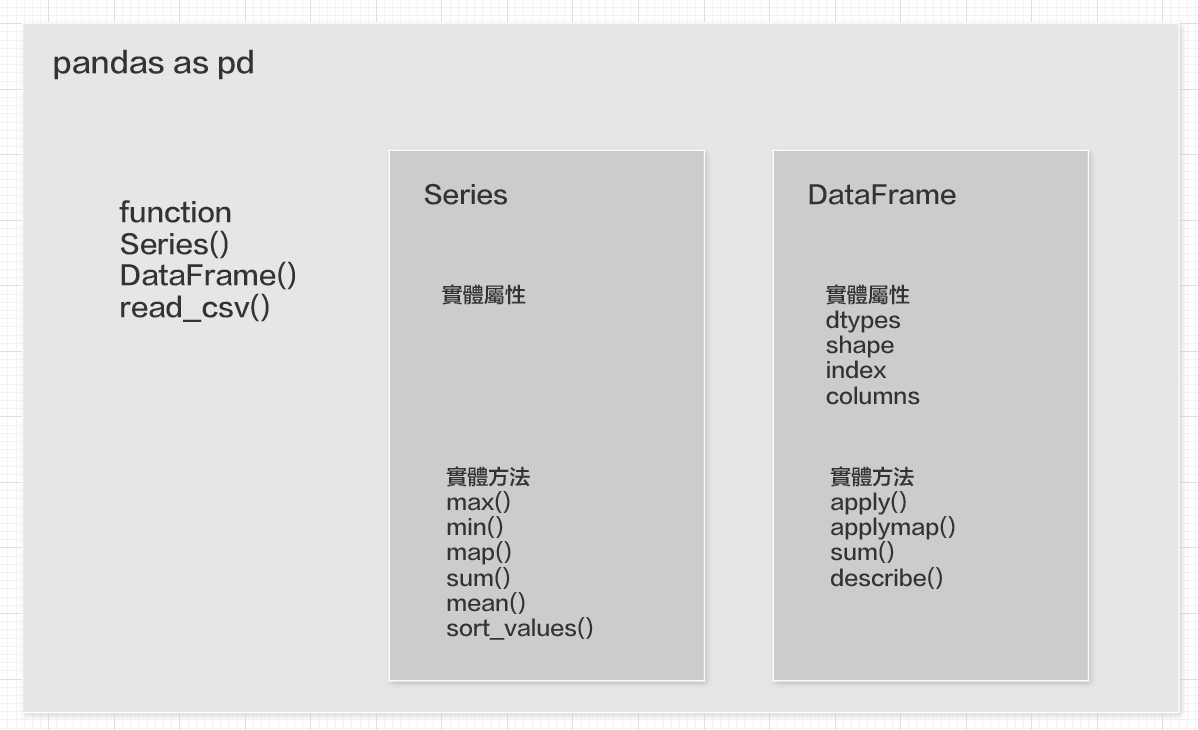 pandas as pd
function
Series()
DataFrame()
read_csv()
Series
實體屬性
實體方法
max()
min()
map()
sum()
mean()
sort_values()
DataFrame
實體屬性
dtypes
shape
index
columns
實體方法
apply()
applymap()
sum()
describe()